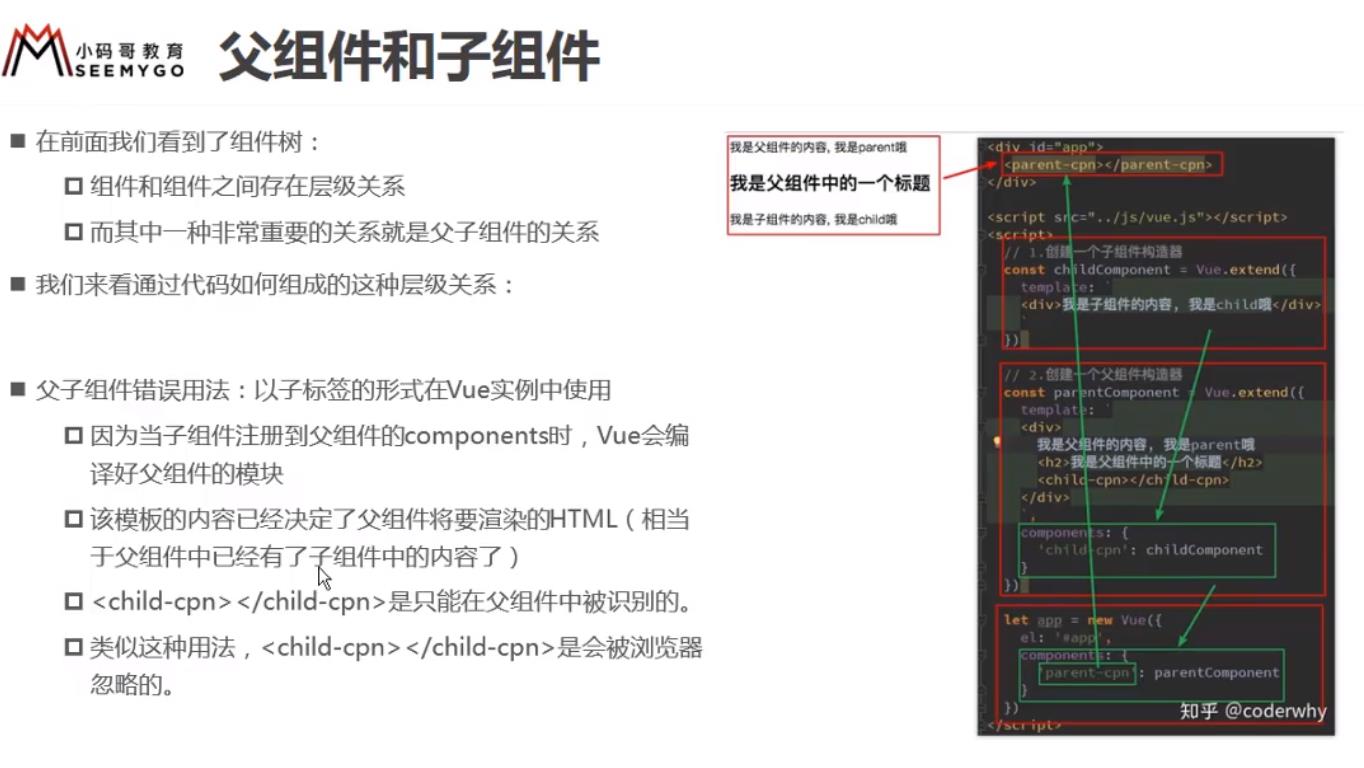 小码哥教育
SEEMYGO
父组件和子组件
在前面我们看到了组件树：
组件和组件之间存在层级关系
而其中一种非常重要的关系就是父子组件的关系
我们来看通过代码如何组成的这种层级关系：
父子组件错误用法：以子标签的形式在Vue实例中使用
因为当子组件注册到父组件的components时，Vue会编
译好父组件的模块
该模板的内容已经决定了父组件将要渲染的HTML（相当
于父组件中已经有了子组件中的内容了）
<child-cpn></child-cpn>是只能在父组件中被识别的。
类似这种用法，<child-cpn></child-cpn>是会被浏览器
忽略的。
我是父组件的内容, 我是parent哦
我是父组件中的一个标题
我是子组件的内容, 我是child哦
<div id="app">
<parent-cpn></parent-cpn>
</div>
<script src="../js/vue.js"></script>
<script>
// 1.创建一个子组件构造器
const childComponent = Vue.extend({
template: `
<div>我是子组件的内容, 我是child哦</div>
`
})
// 2.创建一个父组件构造器
const parentComponent = Vue.extend({
template: `
<div>
我是父组件的内容, 我是parent哦
<h2>我是父组件中的一个标题</h2>
<child-cpn></child-cpn>
</div>
`,
components: {
'child-cpn': childComponent
}
})
let app = new Vue({
el: '#app',
components: {
'parent-cpn': parentComponent
}
})
</script>
知乎 @coderwhy